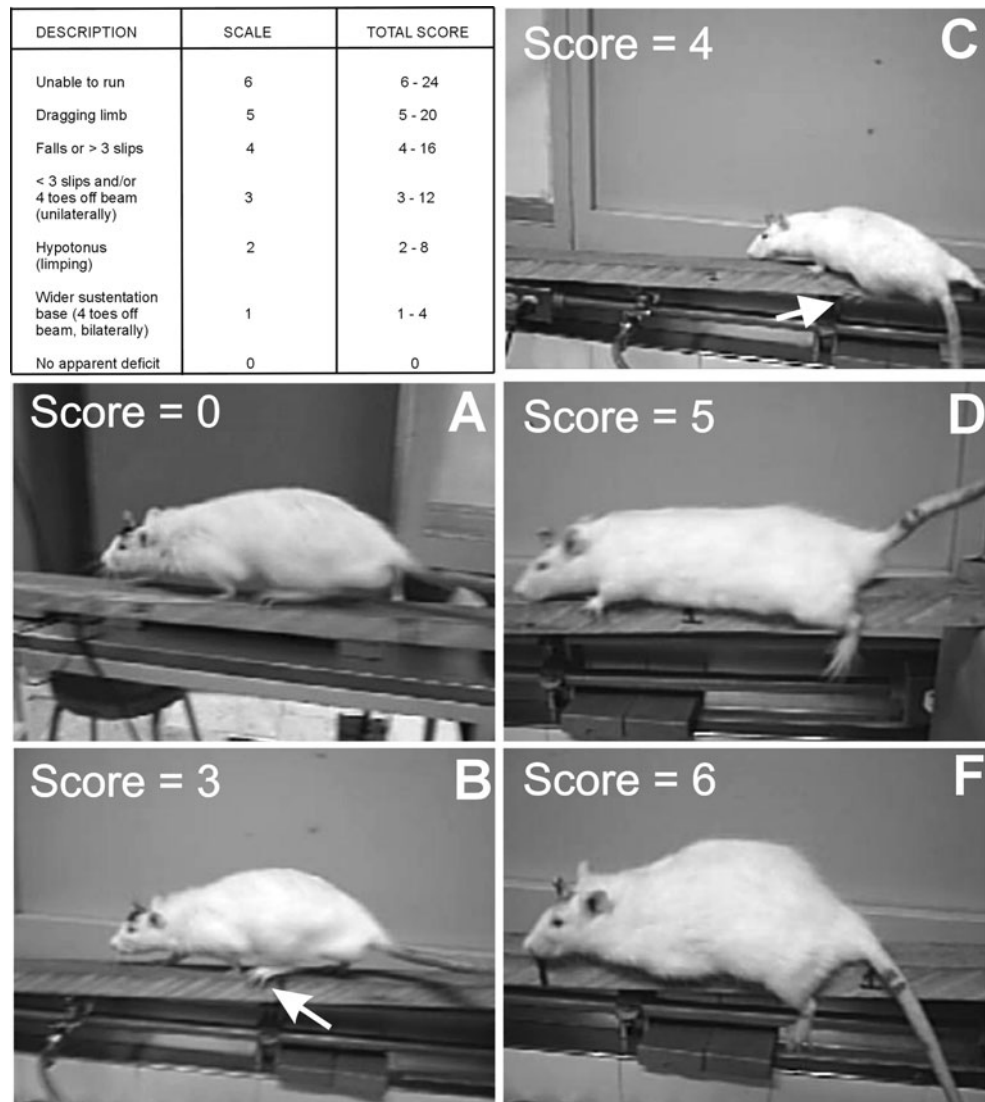 DESCRIPTION SCALE TOTAL SCORE
Unable to run 6 6 - 24
Dragging limb 5 5 - 20
Falls or > 3 slips 4 4 - 16
< 3 slips and/or
4 toes off beam 3 3 - 12
(unilaterally)
Hypotonus 2 2 - 8
(limping)
Wider sustentation
base (4 toes off 1 1 - 4
beam, bilaterally)
No apparent deficit 0 0
Score = 4 C
Score = 0 A
Score = 5 D
Score = 3 B
Score = 6 F